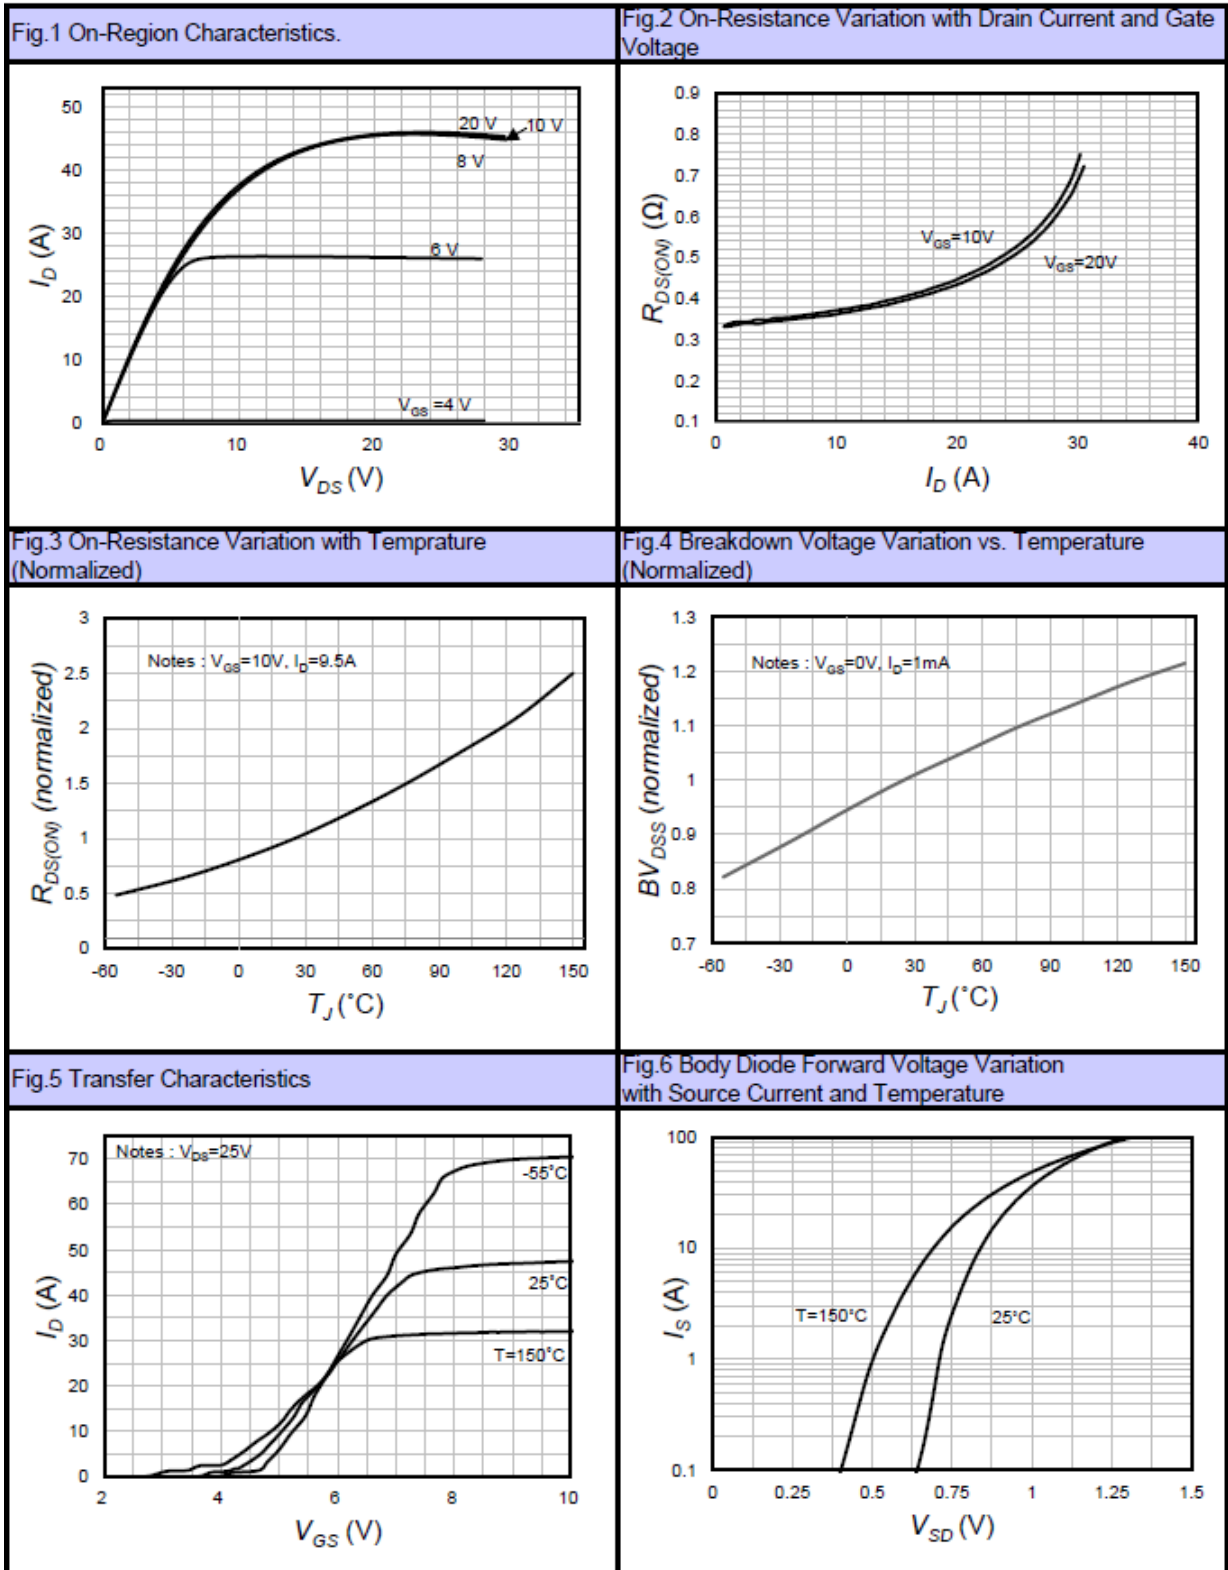 Fig.1 On-Region Characteristics.
50
40
30
20
10
0
I_D (A)
20 V
10 V
8 V
6 V
V_GS =4 V
0 10 20 30
V_DS (V)
Fig.2 On-Resistance Variation with Drain Current and Gate
Voltage
0.9
0.8
0.7
0.6
0.5
0.4
0.3
0.2
0.1
R_DS(ON) (Ω)
V_GS=10V
V_GS=20V
0 10 20 30 40
I_D (A)
Fig.3 On-Resistance Variation with Temprature
(Normalized)
3
2.5
2
1.5
1
0.5
0
R_DS(ON) (normalized)
Notes : V_GS=10V, I_D=9.5A
-60 -30 0 30 60 90 120 150
T_J (˚C)
Fig.4 Breakdown Voltage Variation vs. Temperature
(Normalized)
1.3
1.2
1.1
1
0.9
0.8
0.7
BV_DSS (normalized)
Notes : V_GS=0V, I_D=1mA
-60 -30 0 30 60 90 120 150
T_J (˚C)
Fig.5 Transfer Characteristics
70
60
50
40
30
20
10
0
I_D (A)
Notes : V_DS=25V
-55˚C
25˚C
T=150˚C
2 4 6 8 10
V_GS (V)
Fig.6 Body Diode Forward Voltage Variation
with Source Current and Temperature
100
10
1
0.1
I_S (A)
T=150˚C
25˚C
0 0.25 0.5 0.75 1 1.25 1.5
V_SD (V)